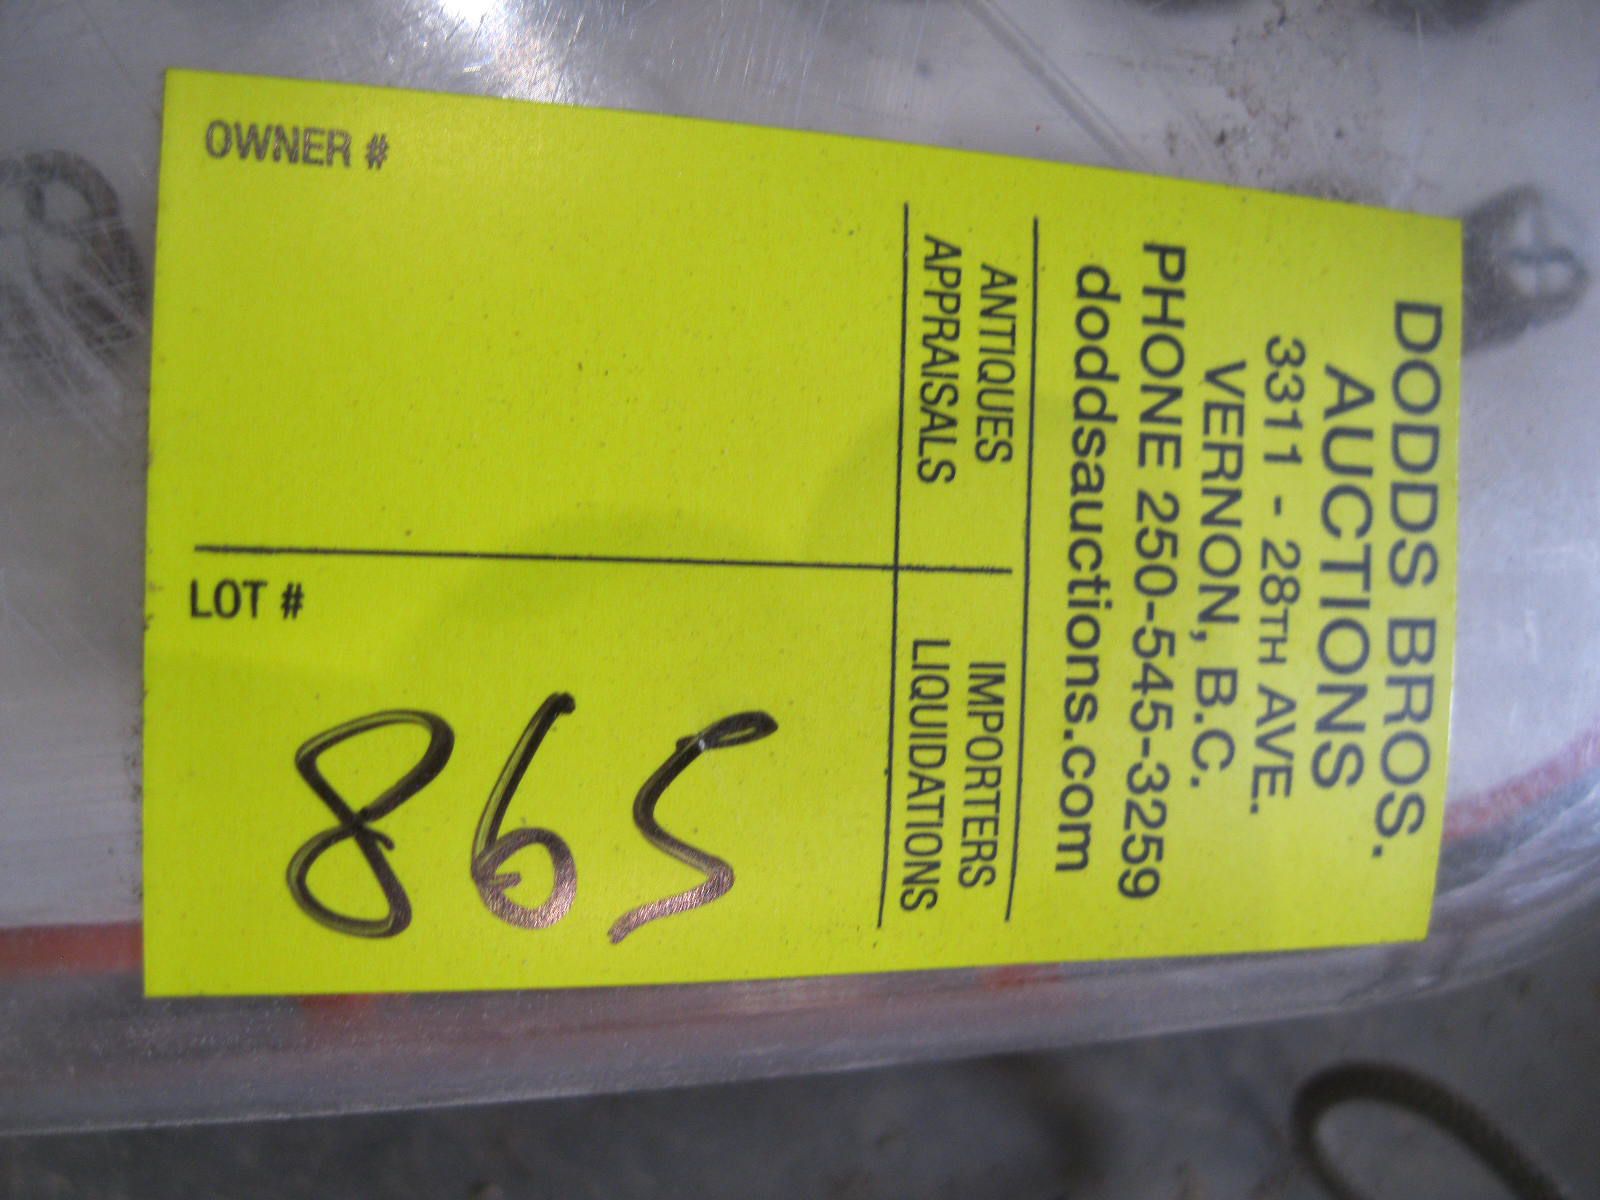 DODDS BROS.
AUCTIONS
3311 - 28TH AVE.
VERNON, B.C.
PHONE 250-545-3259
doddsauctions.com
ANTIQUES
APPRAISALS
IMPORTERS
LIQUIDATIONS
OWNER #
LOT #
865